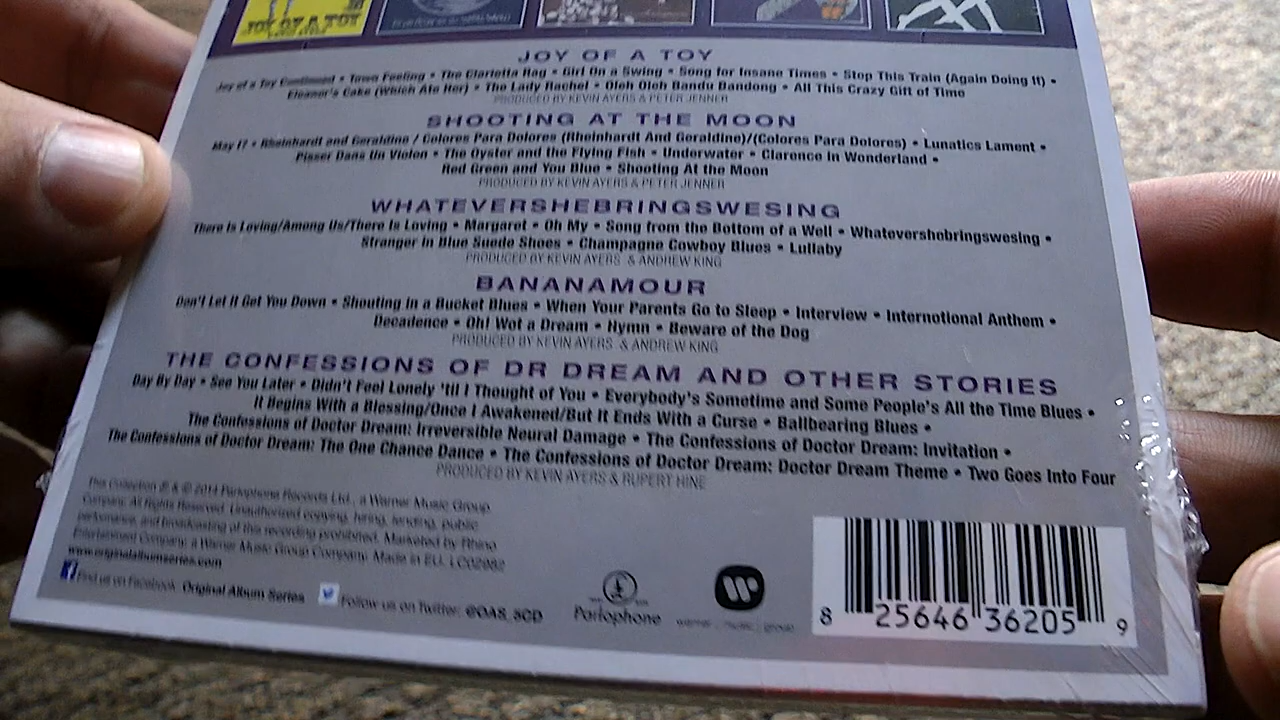 JOY OF A TOY
JOY OF A TOY
Joy of a Toy Continued • Town Feeling • The Clarietta Rag • Girl On a Swing • Song for Insane Times • Stop This Train (Again Doing It) •
Eleanor's Cake (Which Ate Her) • The Lady Rachel • Oleh Oleh Bandu Bandong • All This Crazy Gift of Time
PRODUCED BY KEVIN AYERS & PETER JENNER
SHOOTING AT THE MOON
May I? • Rheinhardt and Geraldine / Colores Para Dolores (Rheinhardt And Geraldine)/(Colores Para Dolores) • Lunatics Lament •
Pisser Dans Un Violon • The Oyster and the Flying Fish • Underwater • Clarence In Wonderland •
Red Green and You Blue • Shooting At the Moon
PRODUCED BY KEVIN AYERS & PETER JENNER
WHATEVERSHEBRINGSWESING
There Is Loving/Among Us/There Is Loving • Margaret • Oh My • Song from the Bottom of a Well • Whatevershebringswesing •
Stranger in Blue Suede Shoes • Champagne Cowboy Blues • Lullaby
PRODUCED BY KEVIN AYERS & ANDREW KING
BANANAMOUR
Don't Let It Get You Down • Shouting in a Bucket Blues • When Your Parents Go to Sleep • Interview • Internotional Anthem •
Decadence • Oh! Wot a Dream • Hymn • Beware of the Dog
PRODUCED BY KEVIN AYERS & ANDREW KING
THE CONFESSIONS OF DR DREAM AND OTHER STORIES
Day By Day • See You Later • Didn't Feel Lonely 'til I Thought of You • Everybody's Sometime and Some People's All the Time Blues •
It Begins With a Blessing/Once I Awakened/But It Ends With a Curse • Ballbearing Blues •
The Confessions of Doctor Dream: Irreversible Neural Damage • The Confessions of Doctor Dream: Invitation •
The Confessions of Doctor Dream: The One Chance Dance • The Confessions of Doctor Dream: Doctor Dream Theme • Two Goes Into Four
PRODUCED BY KEVIN AYERS & RUPERT HINE
This Collection ℗ & © 2014 Parlophone Records Ltd., a Warner Music Group
Company. All Rights Reserved. Unauthorized copying, hiring, lending, public
performance, and broadcasting of this recording prohibited. Marketed by Rhino
Entertainment Company, a Warner Music Group Company. Made in EU. LC02982
www.originalalbumseries.com
Find us on Facebook: Original Album Series Follow us on Twitter: @OAS_5CD
Parlophone
warner music group
8 25646 36205 9